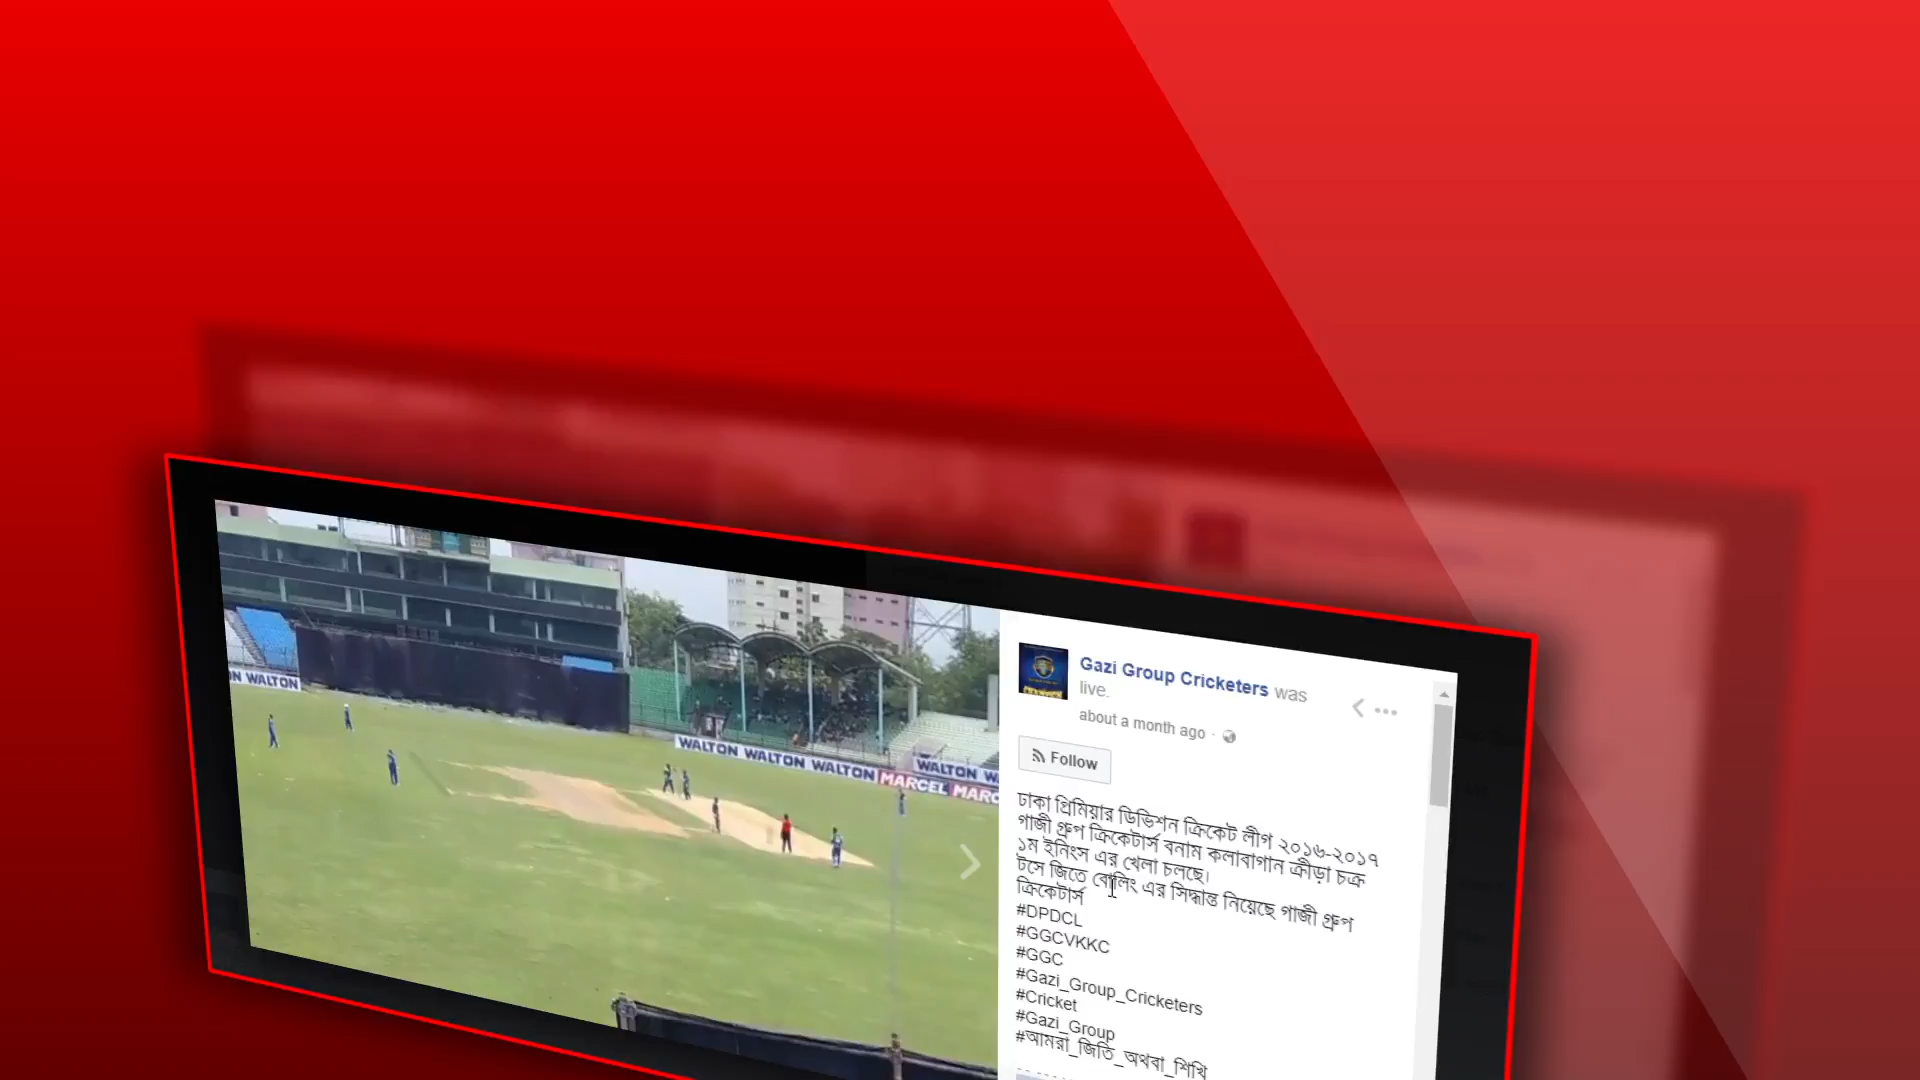 N WALTON
WALTON WALTON WALTON MARCEL MARC
WALTON W
Gazi Group Cricketers was
live.
about a month ago ·
Follow
ঢাকা প্রিমিয়ার ডিভিশন ক্রিকেট লীগ ২০১৬-২০১৭
গাজী গ্রুপ ক্রিকেটার্স বনাম কলাবাগান ক্রীড়া চক্র
১ম ইনিংস এর খেলা চলছে।
টসে জিতে বোলিং এর সিদ্ধান্ত নিয়েছে গাজী গ্রুপ
ক্রিকেটার্স
#DPDCL
#GGCVKKC
#GGC
#Gazi_Group_Cricketers
#Cricket
#Gazi_Group
#আমরা_জিতি_অথবা_শিখি